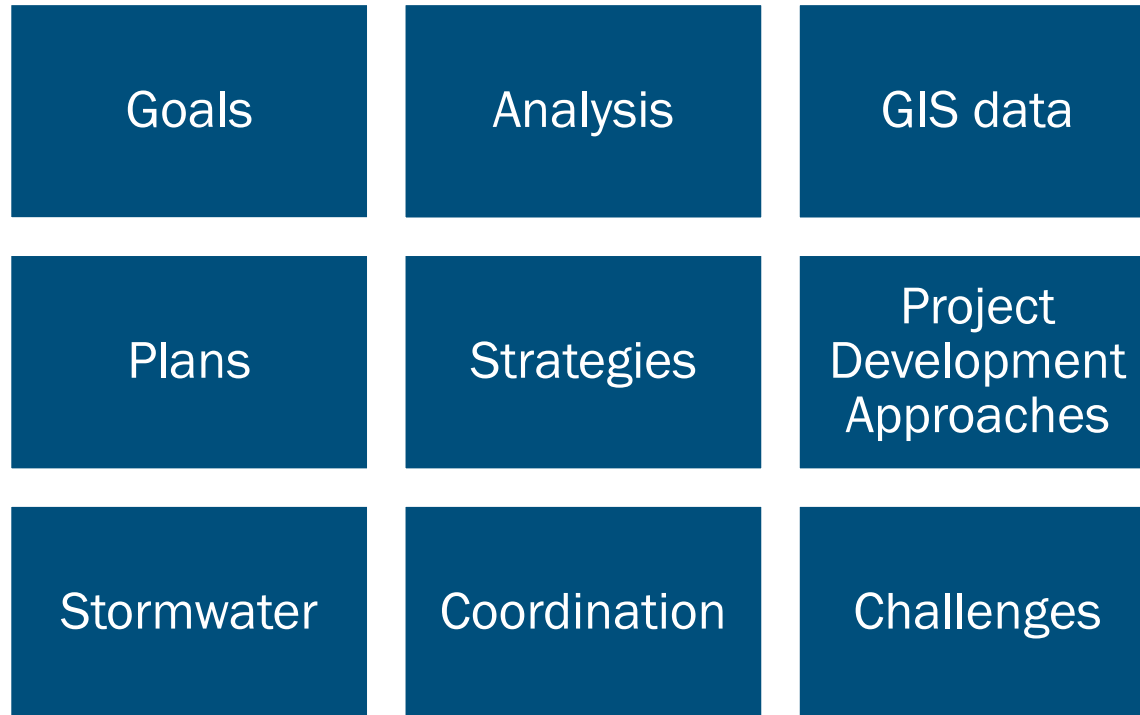 Goals
Analysis
GIS data
Plans
Strategies
Project
Development
Approaches
Stormwater
Coordination
Challenges